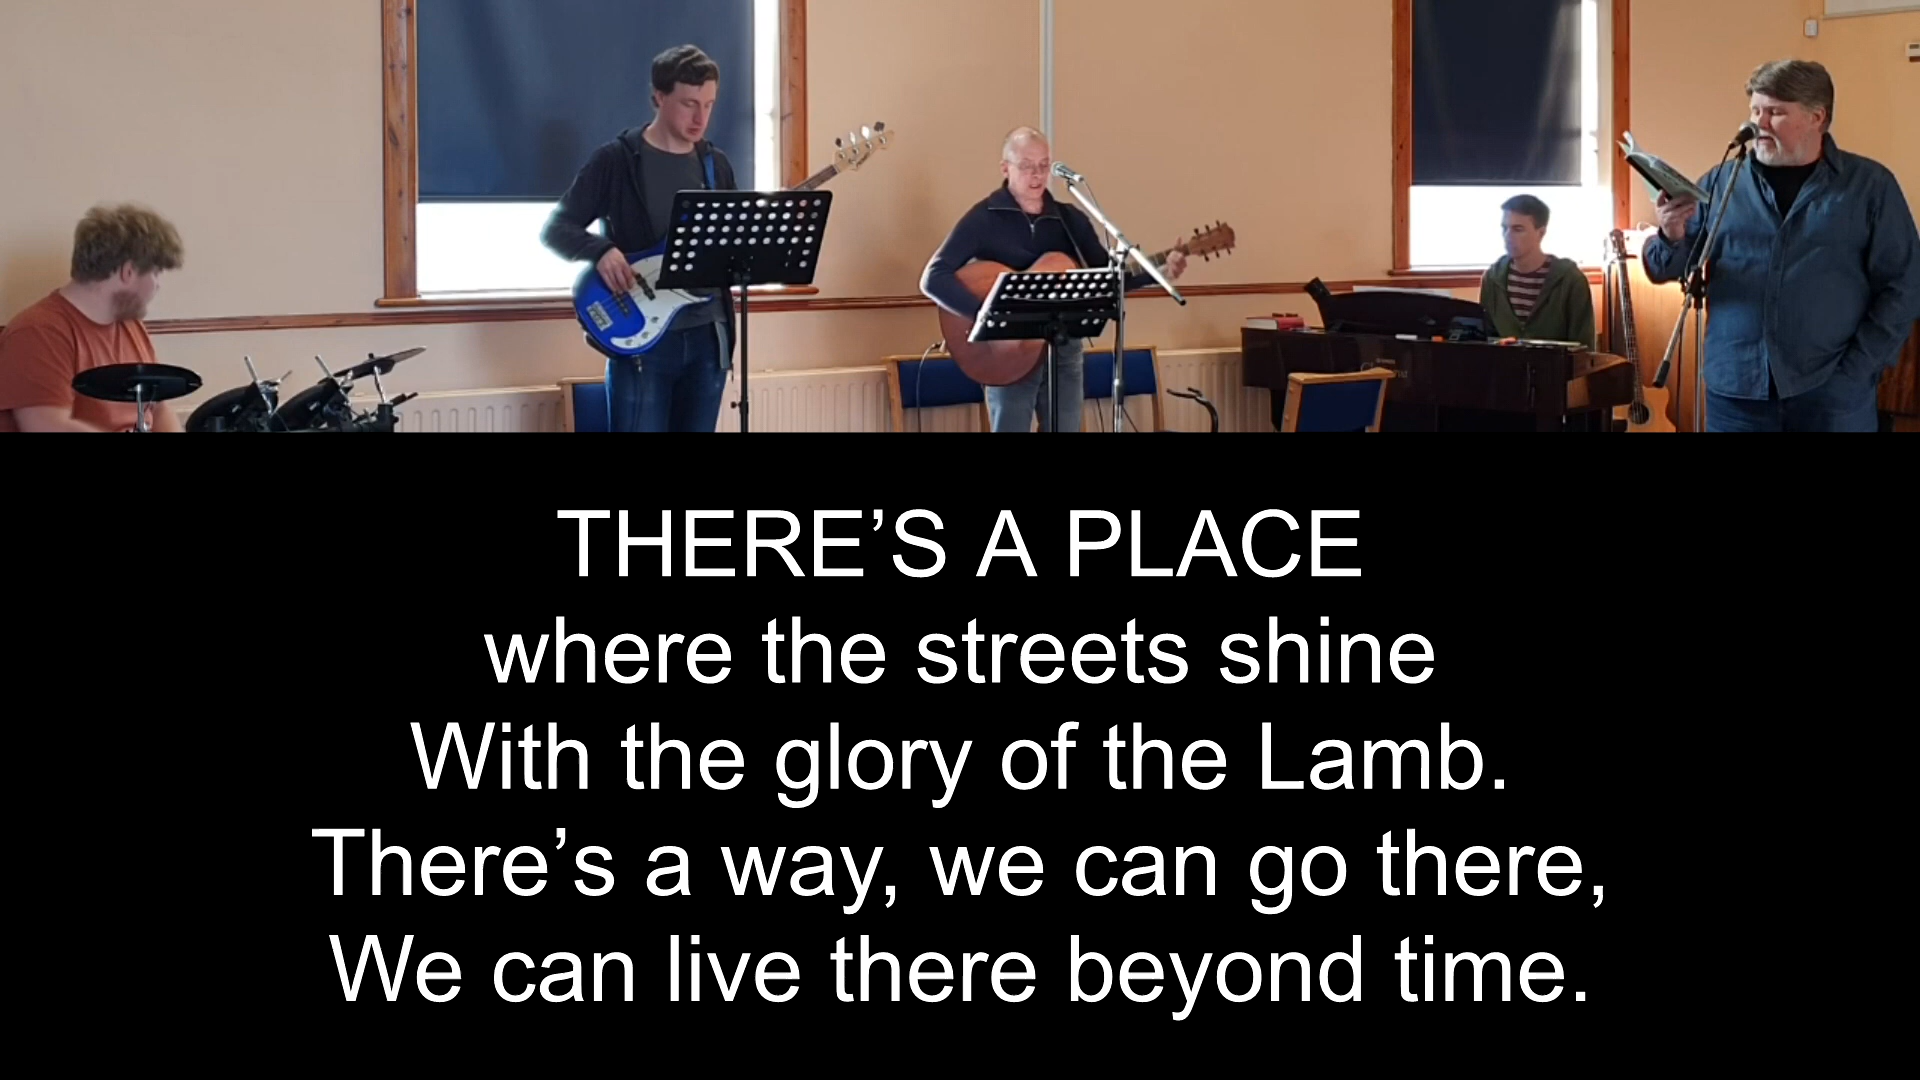 THERE’S A PLACE
where the streets shine
With the glory of the Lamb.
There’s a way, we can go there,
We can live there beyond time.